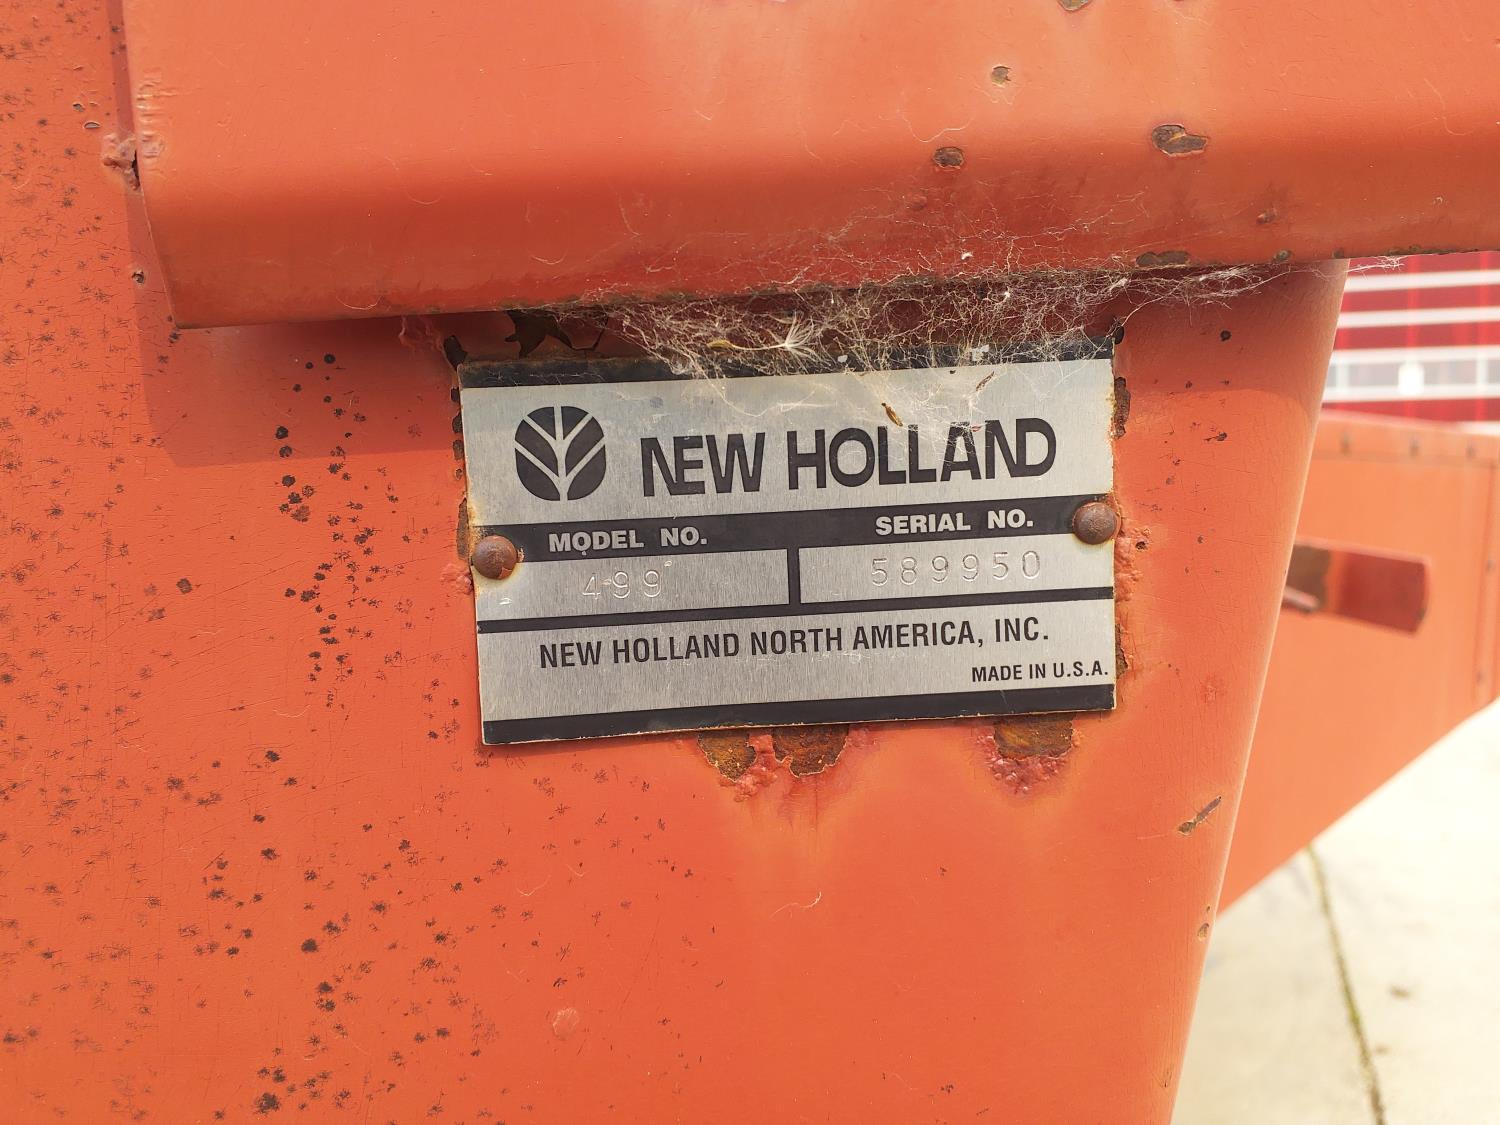 NEW HOLLAND
MODEL NO. SERIAL NO.
499 589950
NEW HOLLAND NORTH AMERICA, INC.
MADE IN U.S.A.